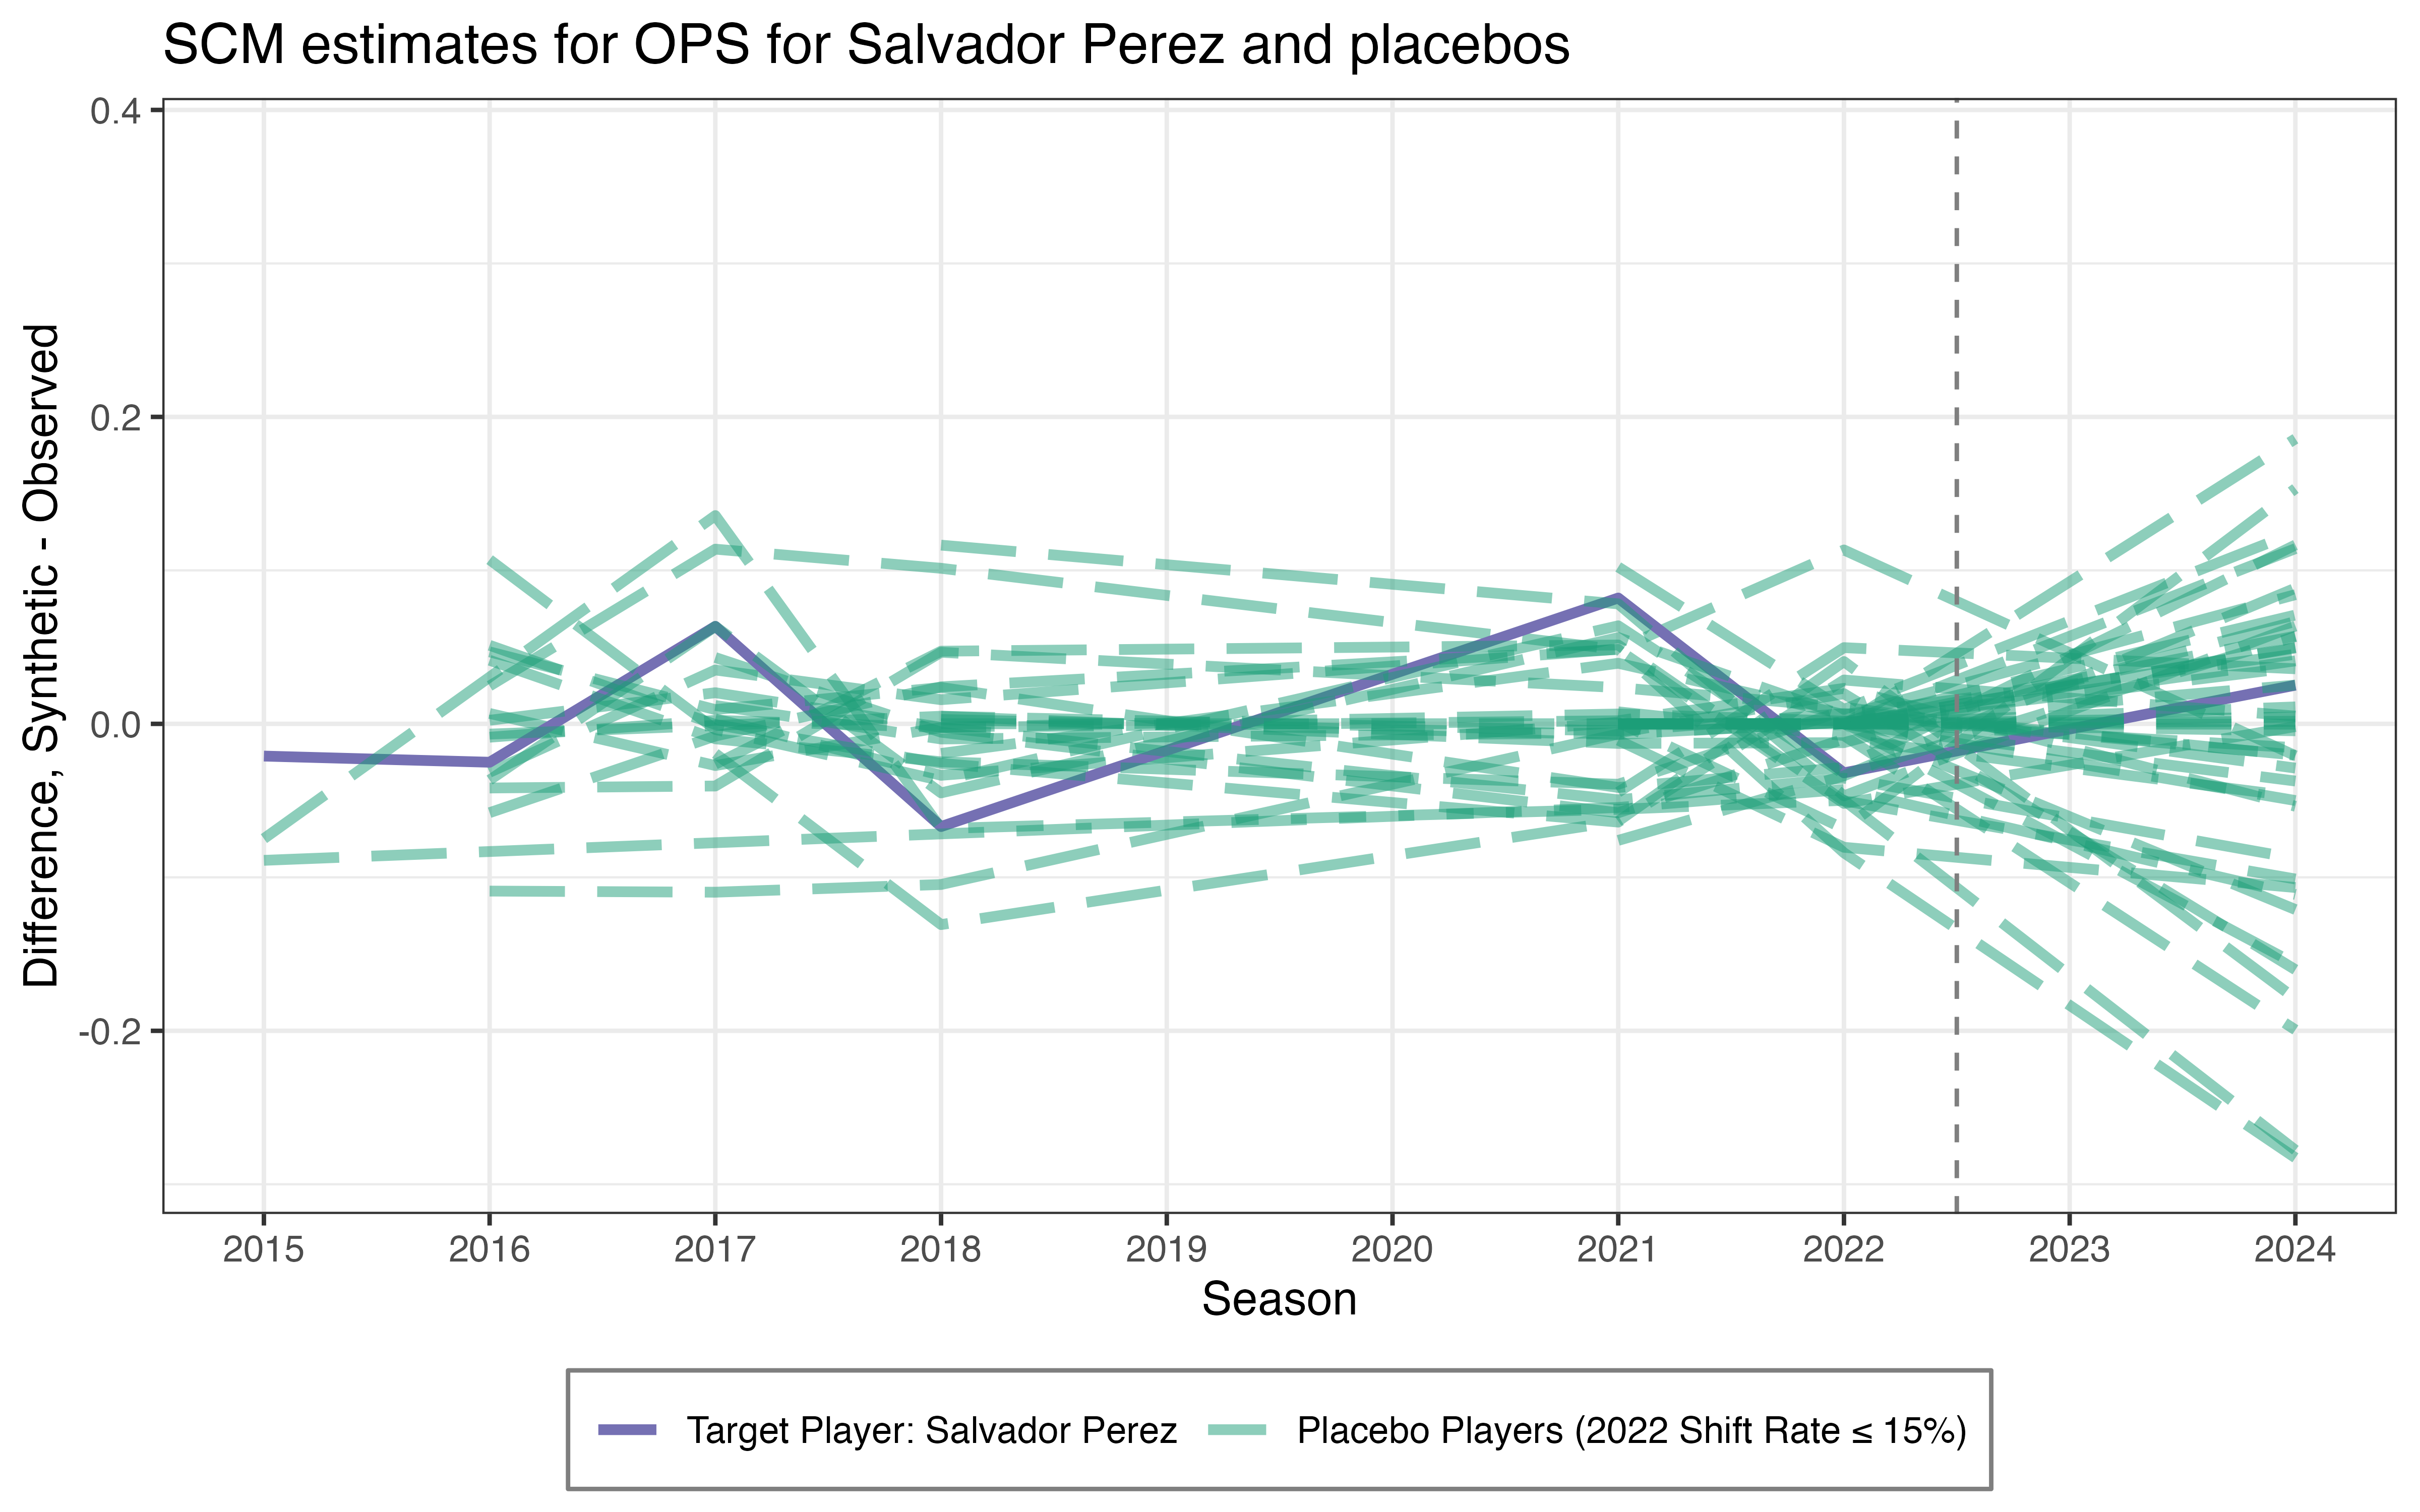 SCM estimates for OPS for Salvador Perez and placebos
Difference, Synthetic - Observed
0.4
0.2
0.0
-0.2
2015 2016 2017 2018 2019 2020 2021 2022 2023 2024
Season
Target Player: Salvador Perez Placebo Players (2022 Shift Rate ≤ 15%)